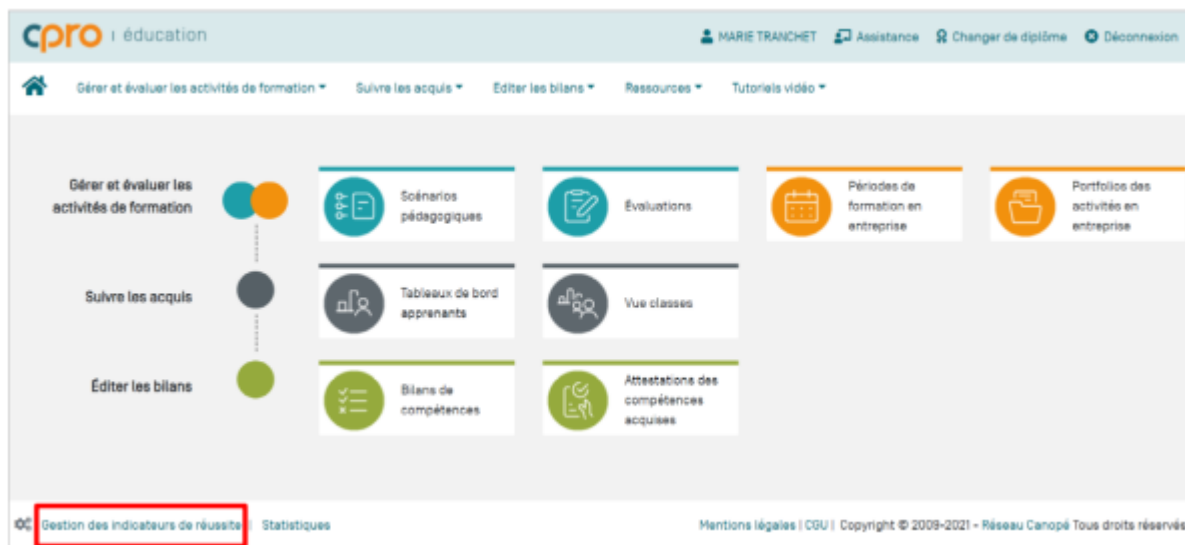 cpro | éducation
MARIE TRANCHET Assistance Changer de diplôme Déconnexion
Gérer et évaluer les activités de formation Suivre les acquis Editer les bilans Ressources Tutoriels vidéo
Gérer et évaluer les
activités de formation
Scénarios
pédagogiques
Évaluations
Périodes de
formation en
entreprise
Portfolios des
activités en
entreprise
Suivre les acquis
Tableaux de bord
apprenants
Vue classes
Éditer les bilans
Bilans de
compétences
Attestations des
compétences
acquises
Gestion des indicateurs de réussite | Statistiques
Mentions légales | CGU | Copyright © 2009-2021 - Réseau Canopé Tous droits réservés